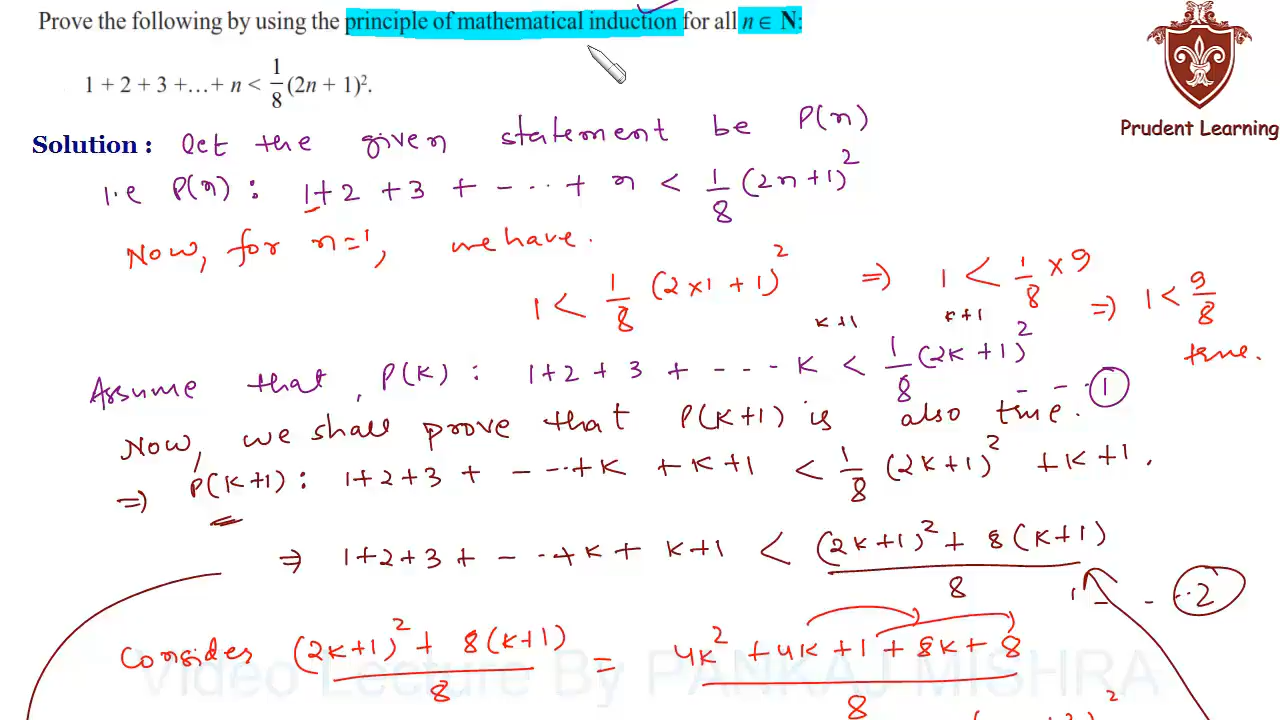 Prove the following by using the principle of mathematical induction for all n ∈ N:
1 + 2 + 3 +...+ n < 1/8 (2n + 1)².
Prudent Learning
Solution : let the given statement be P(n)
i.e P(n) : 1+2 +3 + - ... + n < 1/8 (2n+1)²
Now, for n=1, we have.
1 < 1/8 (2×1 + 1)² ⇒ 1 < 1/8 × 9 ⇒ 1 < 9/8
true.
k+1 k+1
Assume that, P(k) : 1+2 + 3 + - - - k < 1/8 (2k+1)² - - · 1
Now, we shall prove that P(k+1) is also true.
⇒ P(k+1) : 1+2+3 + - ··+k + k+1 < 1/8 (2k+1)² + k+1 .
⇒ 1+2+3 + - ·+k + k+1 < (2k+1)² + 8(k+1) / 8 - - ·· 2
Consider (2k+1)² + 8(k+1) / 8 = 4k² + 4k +1 + 8k + 8 / 8
Video Lecture By PANKAJ MISHRA